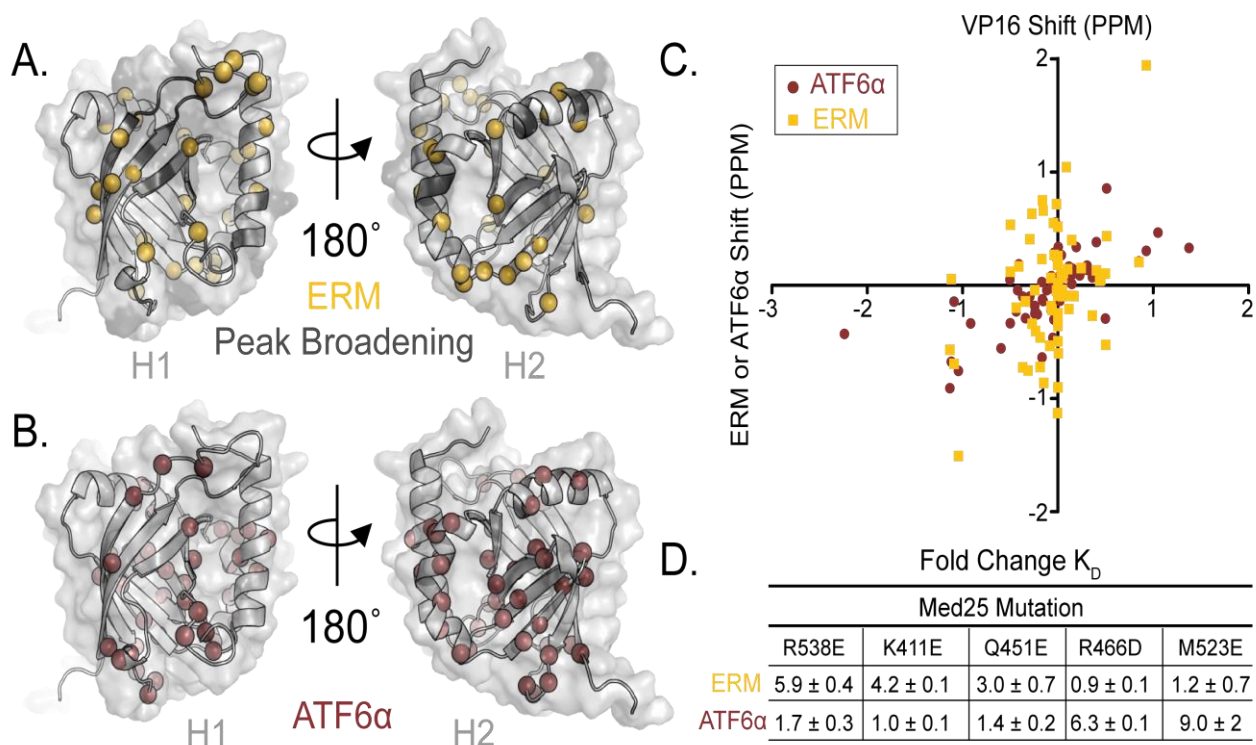 A.
180˚
ERM
Peak Broadening
H1
H2
B.
180˚
ATF6α
H1
H2
C.
VP16 Shift (PPM)
ATF6α
ERM
ERM or ATF6α Shift (PPM)
2
1
-3
-2
-1
1
2
-1
-2
D.
Fold Change KD
Med25 Mutation
R538E K411E Q451E R466D M523E
ERM 5.9 ± 0.4 4.2 ± 0.1 3.0 ± 0.7 0.9 ± 0.1 1.2 ± 0.7
ATF6α 1.7 ± 0.3 1.0 ± 0.1 1.4 ± 0.2 6.3 ± 0.1 9.0 ± 2